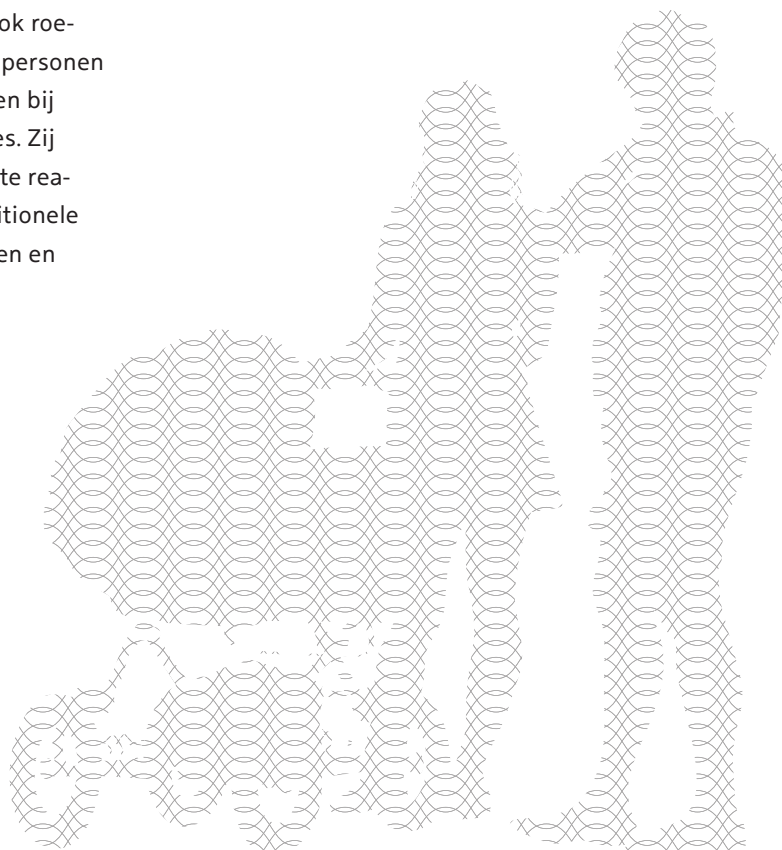 ok roe-
personen
en bij
es. Zij
te rea-
itionele
en en